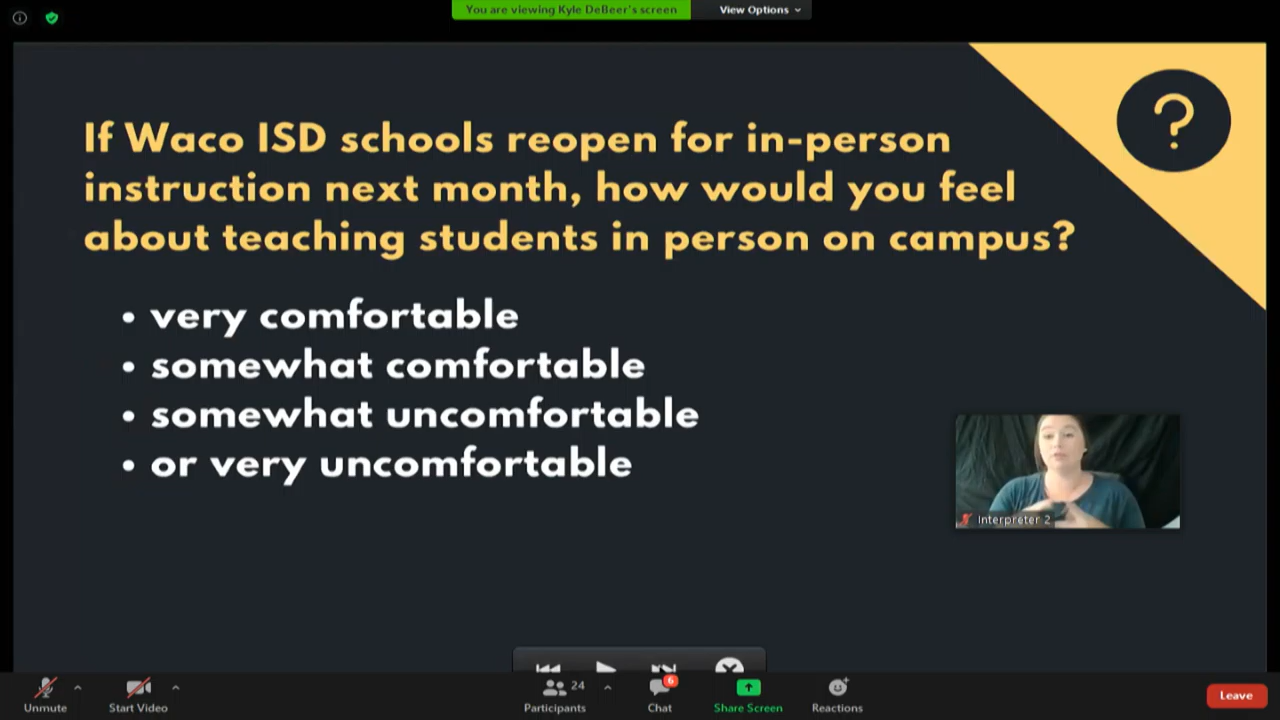 You are viewing Kyle DeBeer's screen
View Options
?
If Waco ISD schools reopen for in-person
instruction next month, how would you feel
about teaching students in person on campus?
• very comfortable
• somewhat comfortable
• somewhat uncomfortable
• or very uncomfortable
Interpreter 2
Unmute
Start Video
24
Participants
6
Chat
Share Screen
Reactions
Leave